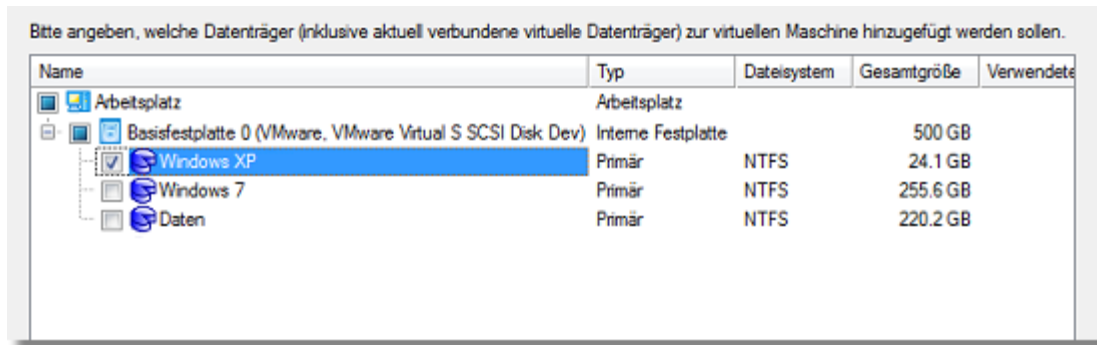 Bitte angeben, welche Datenträger (inklusive aktuell verbundene virtuelle Datenträger) zur virtuellen Maschine hinzugefügt werden sollen.
Name Typ Dateisystem Gesamtgröße Verwendete
Arbeitsplatz Arbeitsplatz
Basisfestplatte 0 (VMware, VMware Virtual S SCSI Disk Dev) Interne Festplatte 500 GB
Windows XP Primär NTFS 24.1 GB
Windows 7 Primär NTFS 255.6 GB
Daten Primär NTFS 220.2 GB